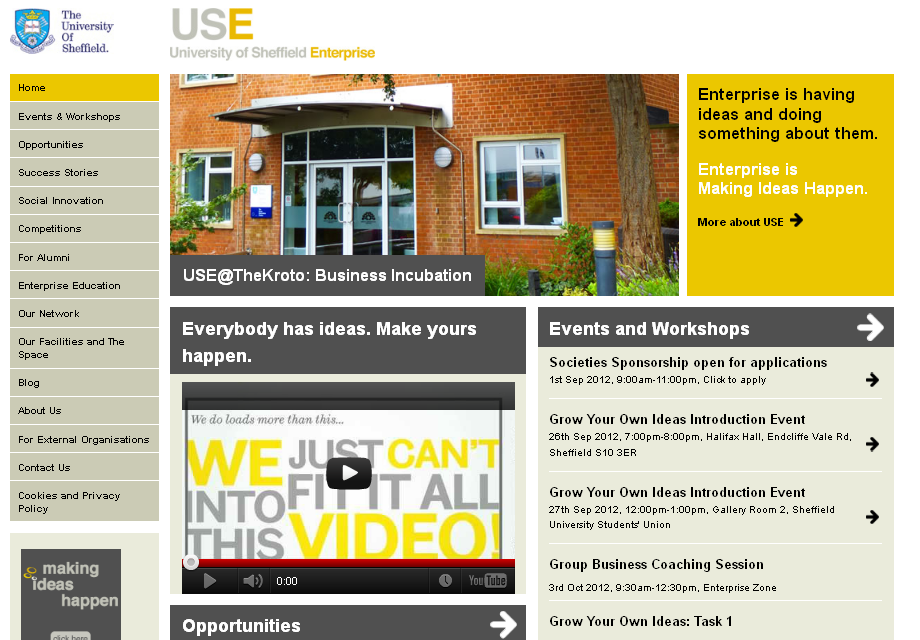 The
University
Of
Sheffield.
USE
University of Sheffield Enterprise
Home
Events & Workshops
Opportunities
Success Stories
Social Innovation
Competitions
For Alumni
Enterprise Education
Our Network
Our Facilities and The
Space
Blog
About Us
For External Organisations
Contact Us
Cookies and Privacy
Policy
making
ideas
happen
click here
USE@TheKroto: Business Incubation
Enterprise is having
ideas and doing
something about them.
Enterprise is
Making Ideas Happen.
More about USE
Everybody has ideas. Make yours
happen.
We do loads more than this...
WE JUST CAN'T
INTO FIT IT ALL
THIS VIDEO!
0:00
YouTube
Opportunities
Events and Workshops
Societies Sponsorship open for applications
1st Sep 2012, 9:00am-11:00pm, Click to apply
Grow Your Own Ideas Introduction Event
26th Sep 2012, 7:00pm-8:00pm, Halifax Hall, Endcliffe Vale Rd,
Sheffield S10 3ER
Grow Your Own Ideas Introduction Event
27th Sep 2012, 12:00pm-1:00pm, Gallery Room 2, Sheffield
University Students' Union
Group Business Coaching Session
3rd Oct 2012, 9:30am-12:30pm, Enterprise Zone
Grow Your Own Ideas: Task 1